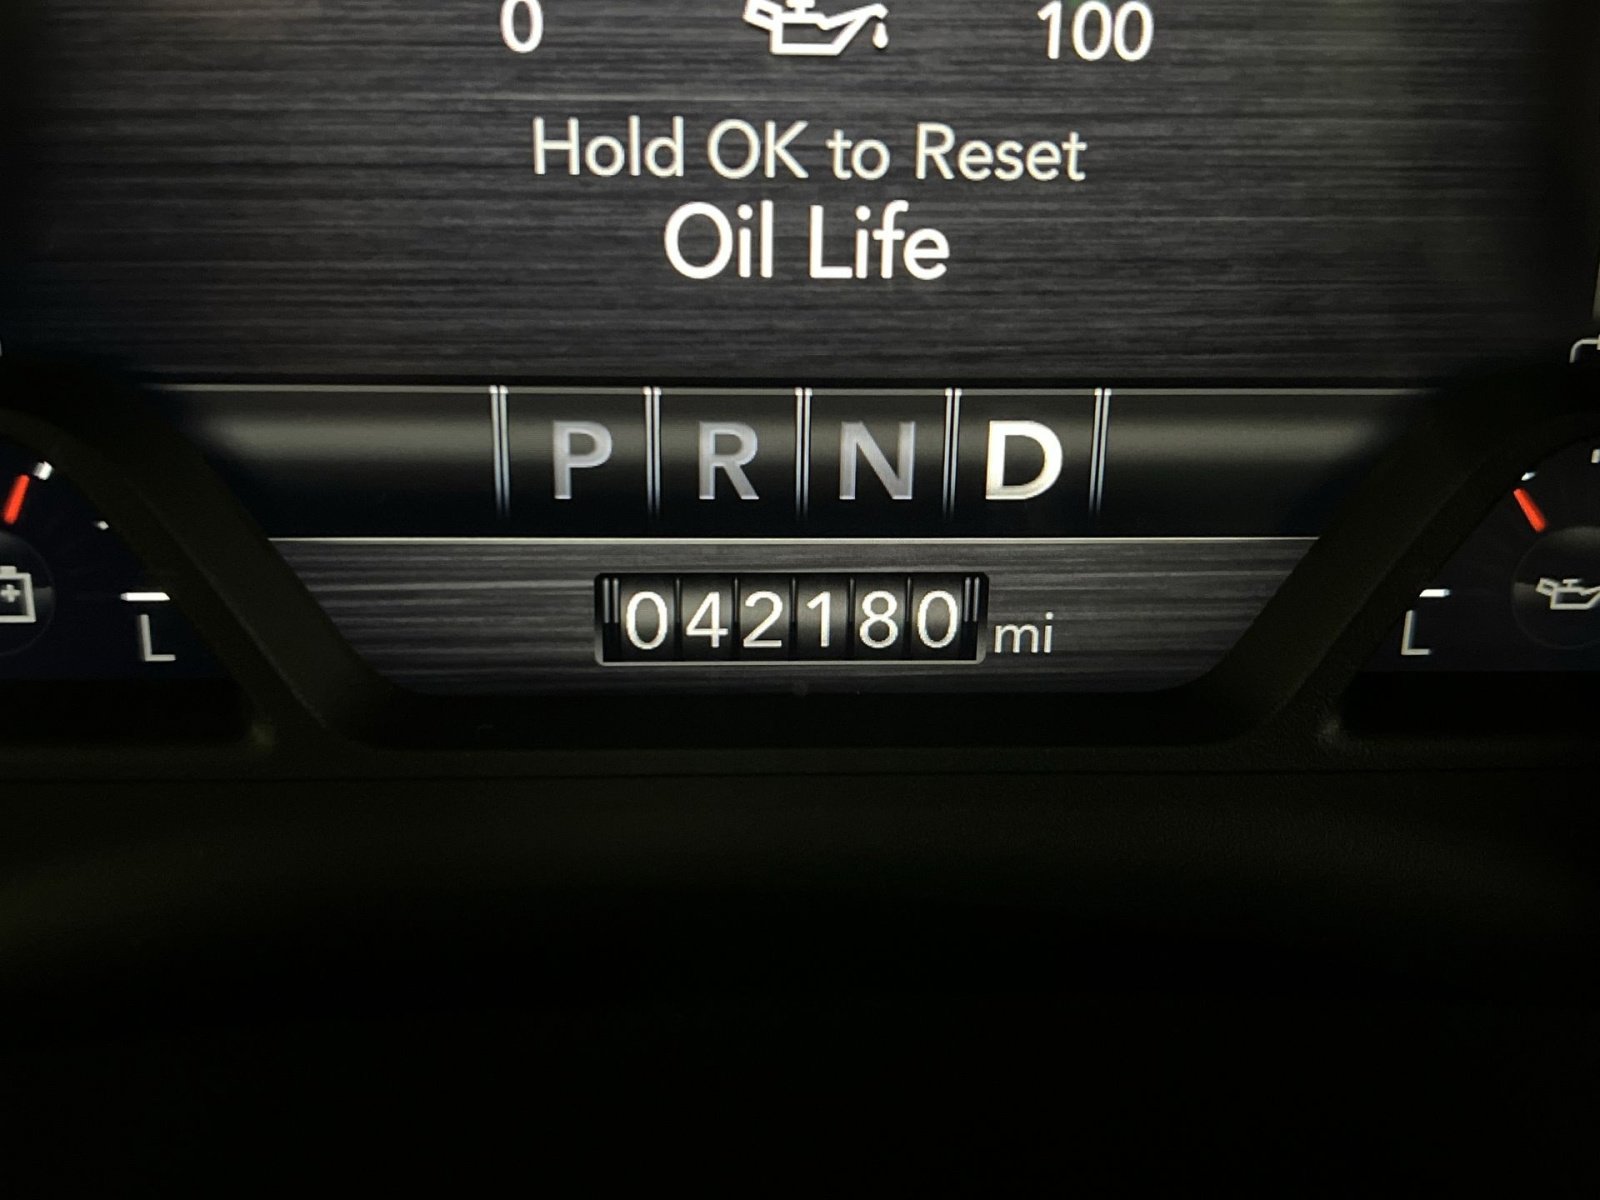 0 100
Hold OK to Reset
Oil Life
P R N D
042180 mi
L L